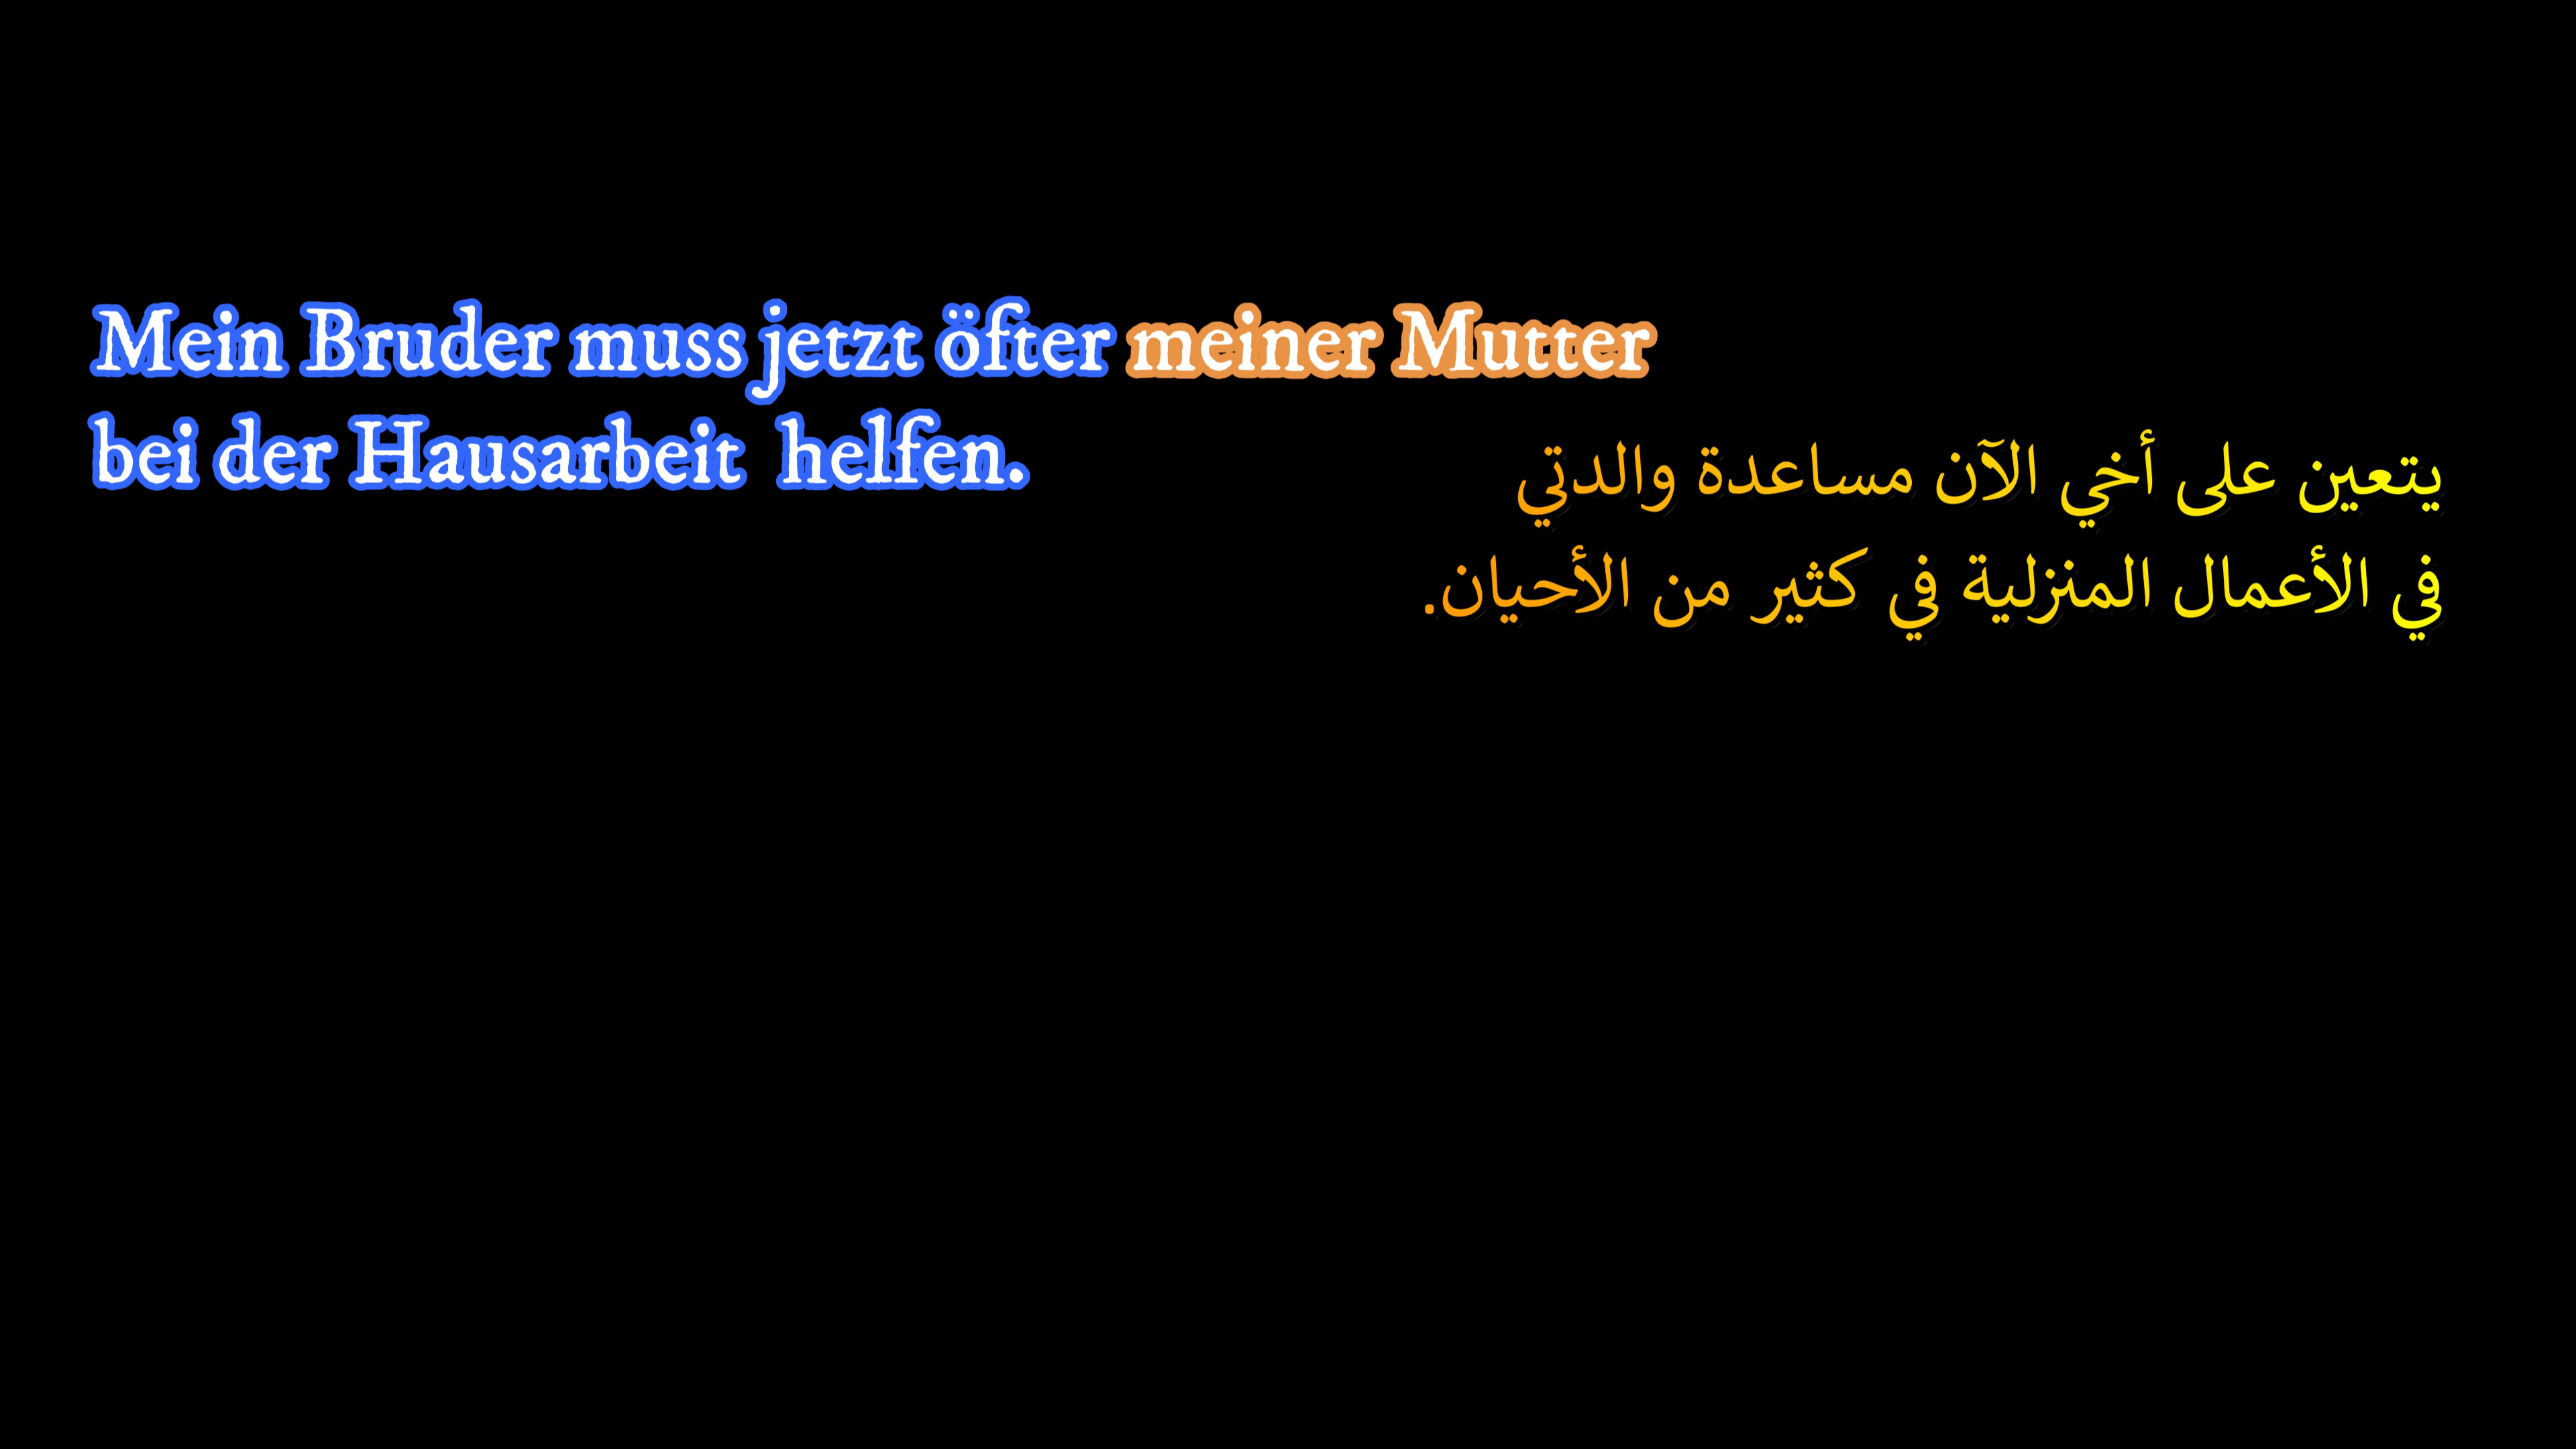 Mein Bruder muss jetzt öfter meiner Mutter
bei der Hausarbeit helfen.
يتعين على أخي الآن مساعدة والدتي
في الأعمال المنزلية في كثير من الأحيان.